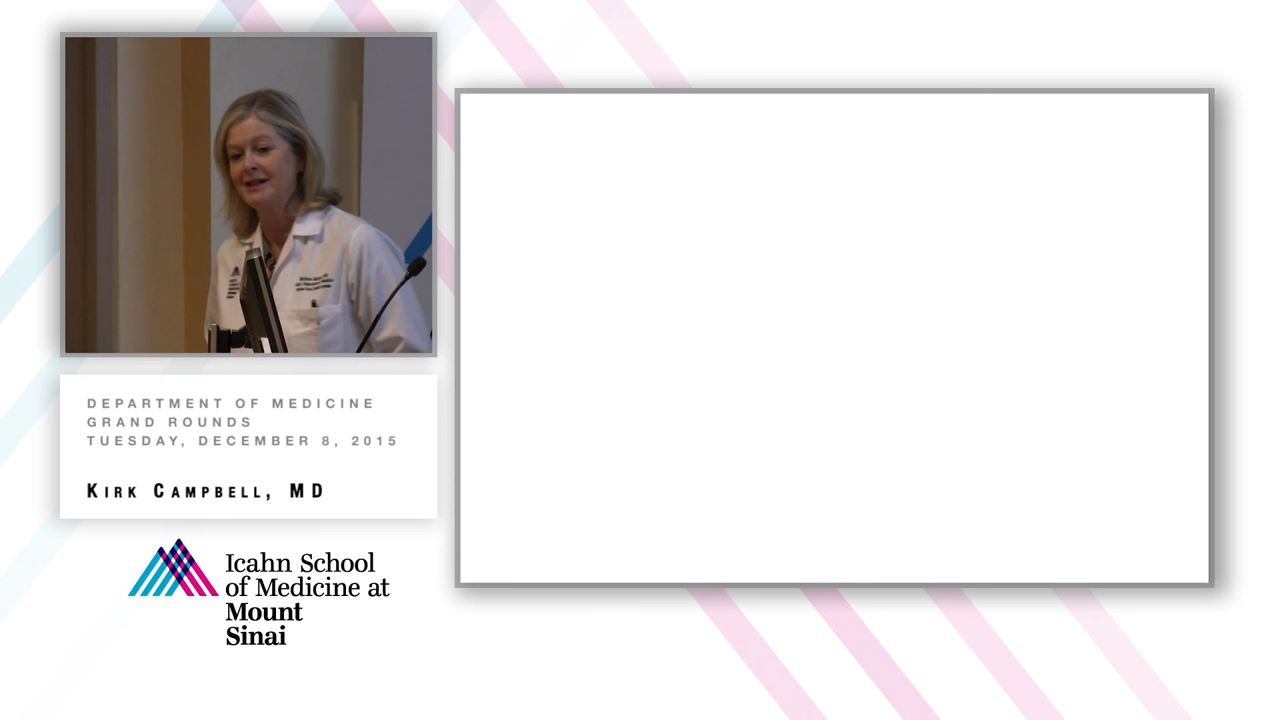 DEPARTMENT OF MEDICINE
GRAND ROUNDS
TUESDAY, DECEMBER 8, 2015
KIRK CAMPBELL, MD
Icahn School
of Medicine at
Mount
Sinai